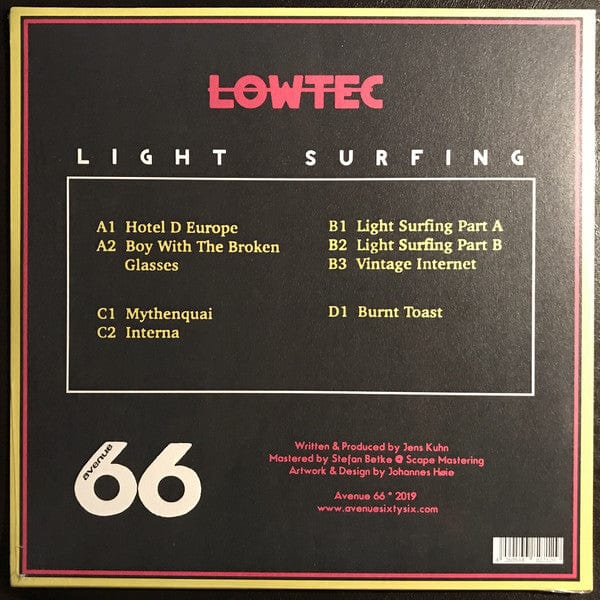 LOWTEC
LIGHT SURFING
A1 Hotel D Europe
A2 Boy With The Broken
Glasses
B1 Light Surfing Part A
B2 Light Surfing Part B
B3 Vintage Internet
C1 Mythenquai
C2 Interna
D1 Burnt Toast
avenue
66
Written & Produced by Jens Kuhn
Mastered by Stefan Betke @ Scape Mastering
Artwork & Design by Johannes Høie
Avenue 66 ° 2019
www.avenuesixtysix.com